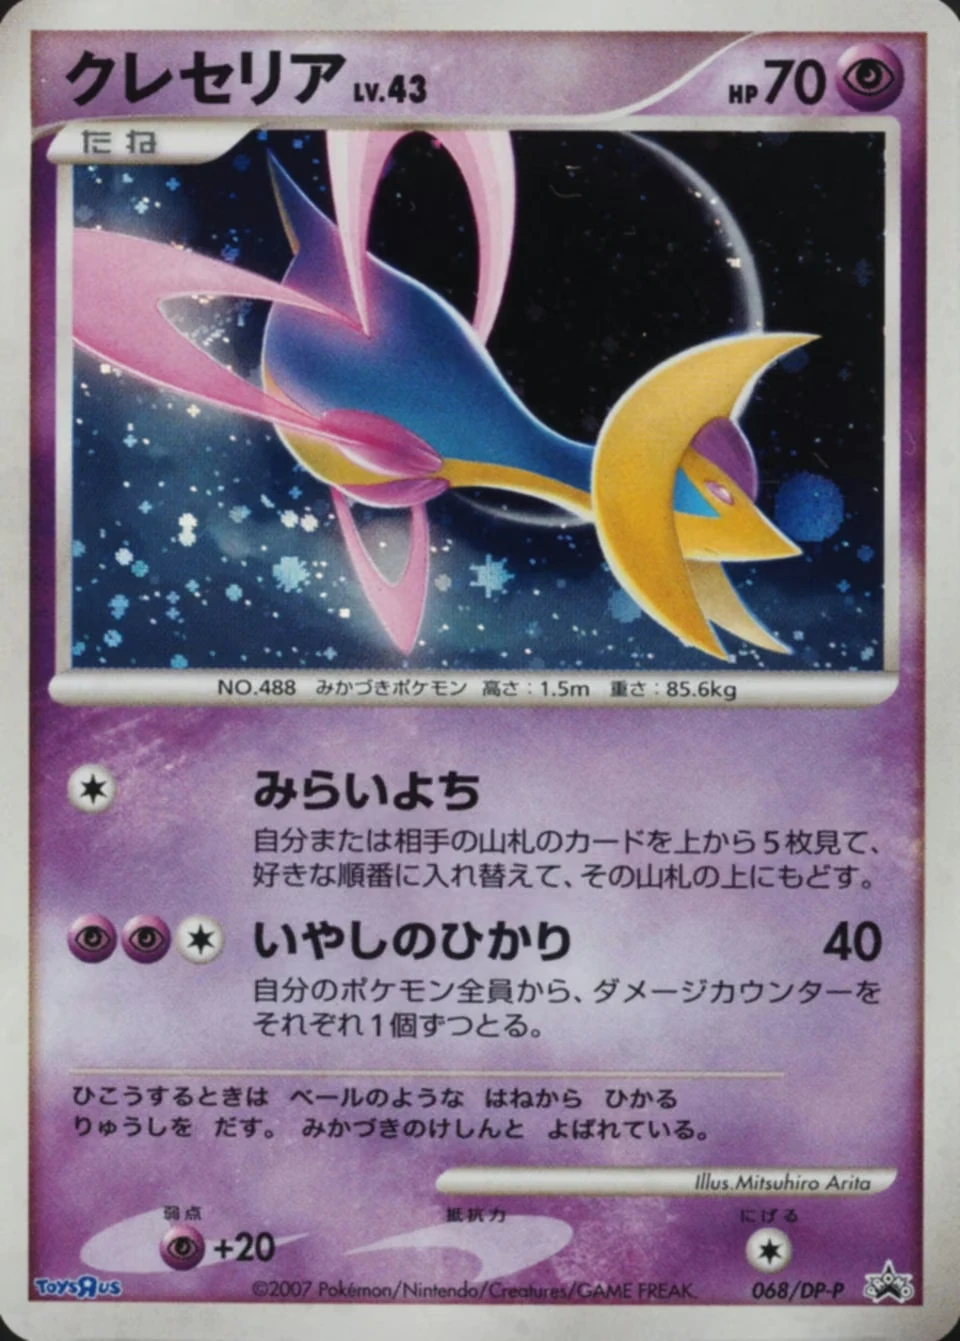 クレセリア LV.43 HP70
たね
NO.488 みかづきポケモン 高さ：1.5m 重さ：85.6kg
みらいよち
自分または相手の山札のカードを上から5枚見て、
好きな順番に入れ替えて、その山札の上にもどす。
いやしのひかり 40
自分のポケモン全員から、ダメージカウンターを
それぞれ1個ずつとる。
ひこうするときは ベールのような はねから ひかる
りゅうしを だす。 みかづきのけしんと よばれている。
Illus.Mitsuhiro Arita
弱点 抵抗力 にげる
+20
TOYSRUS ©2007 Pokémon/Nintendo/Creatures/GAME FREAK. 068/DP-P PROMO